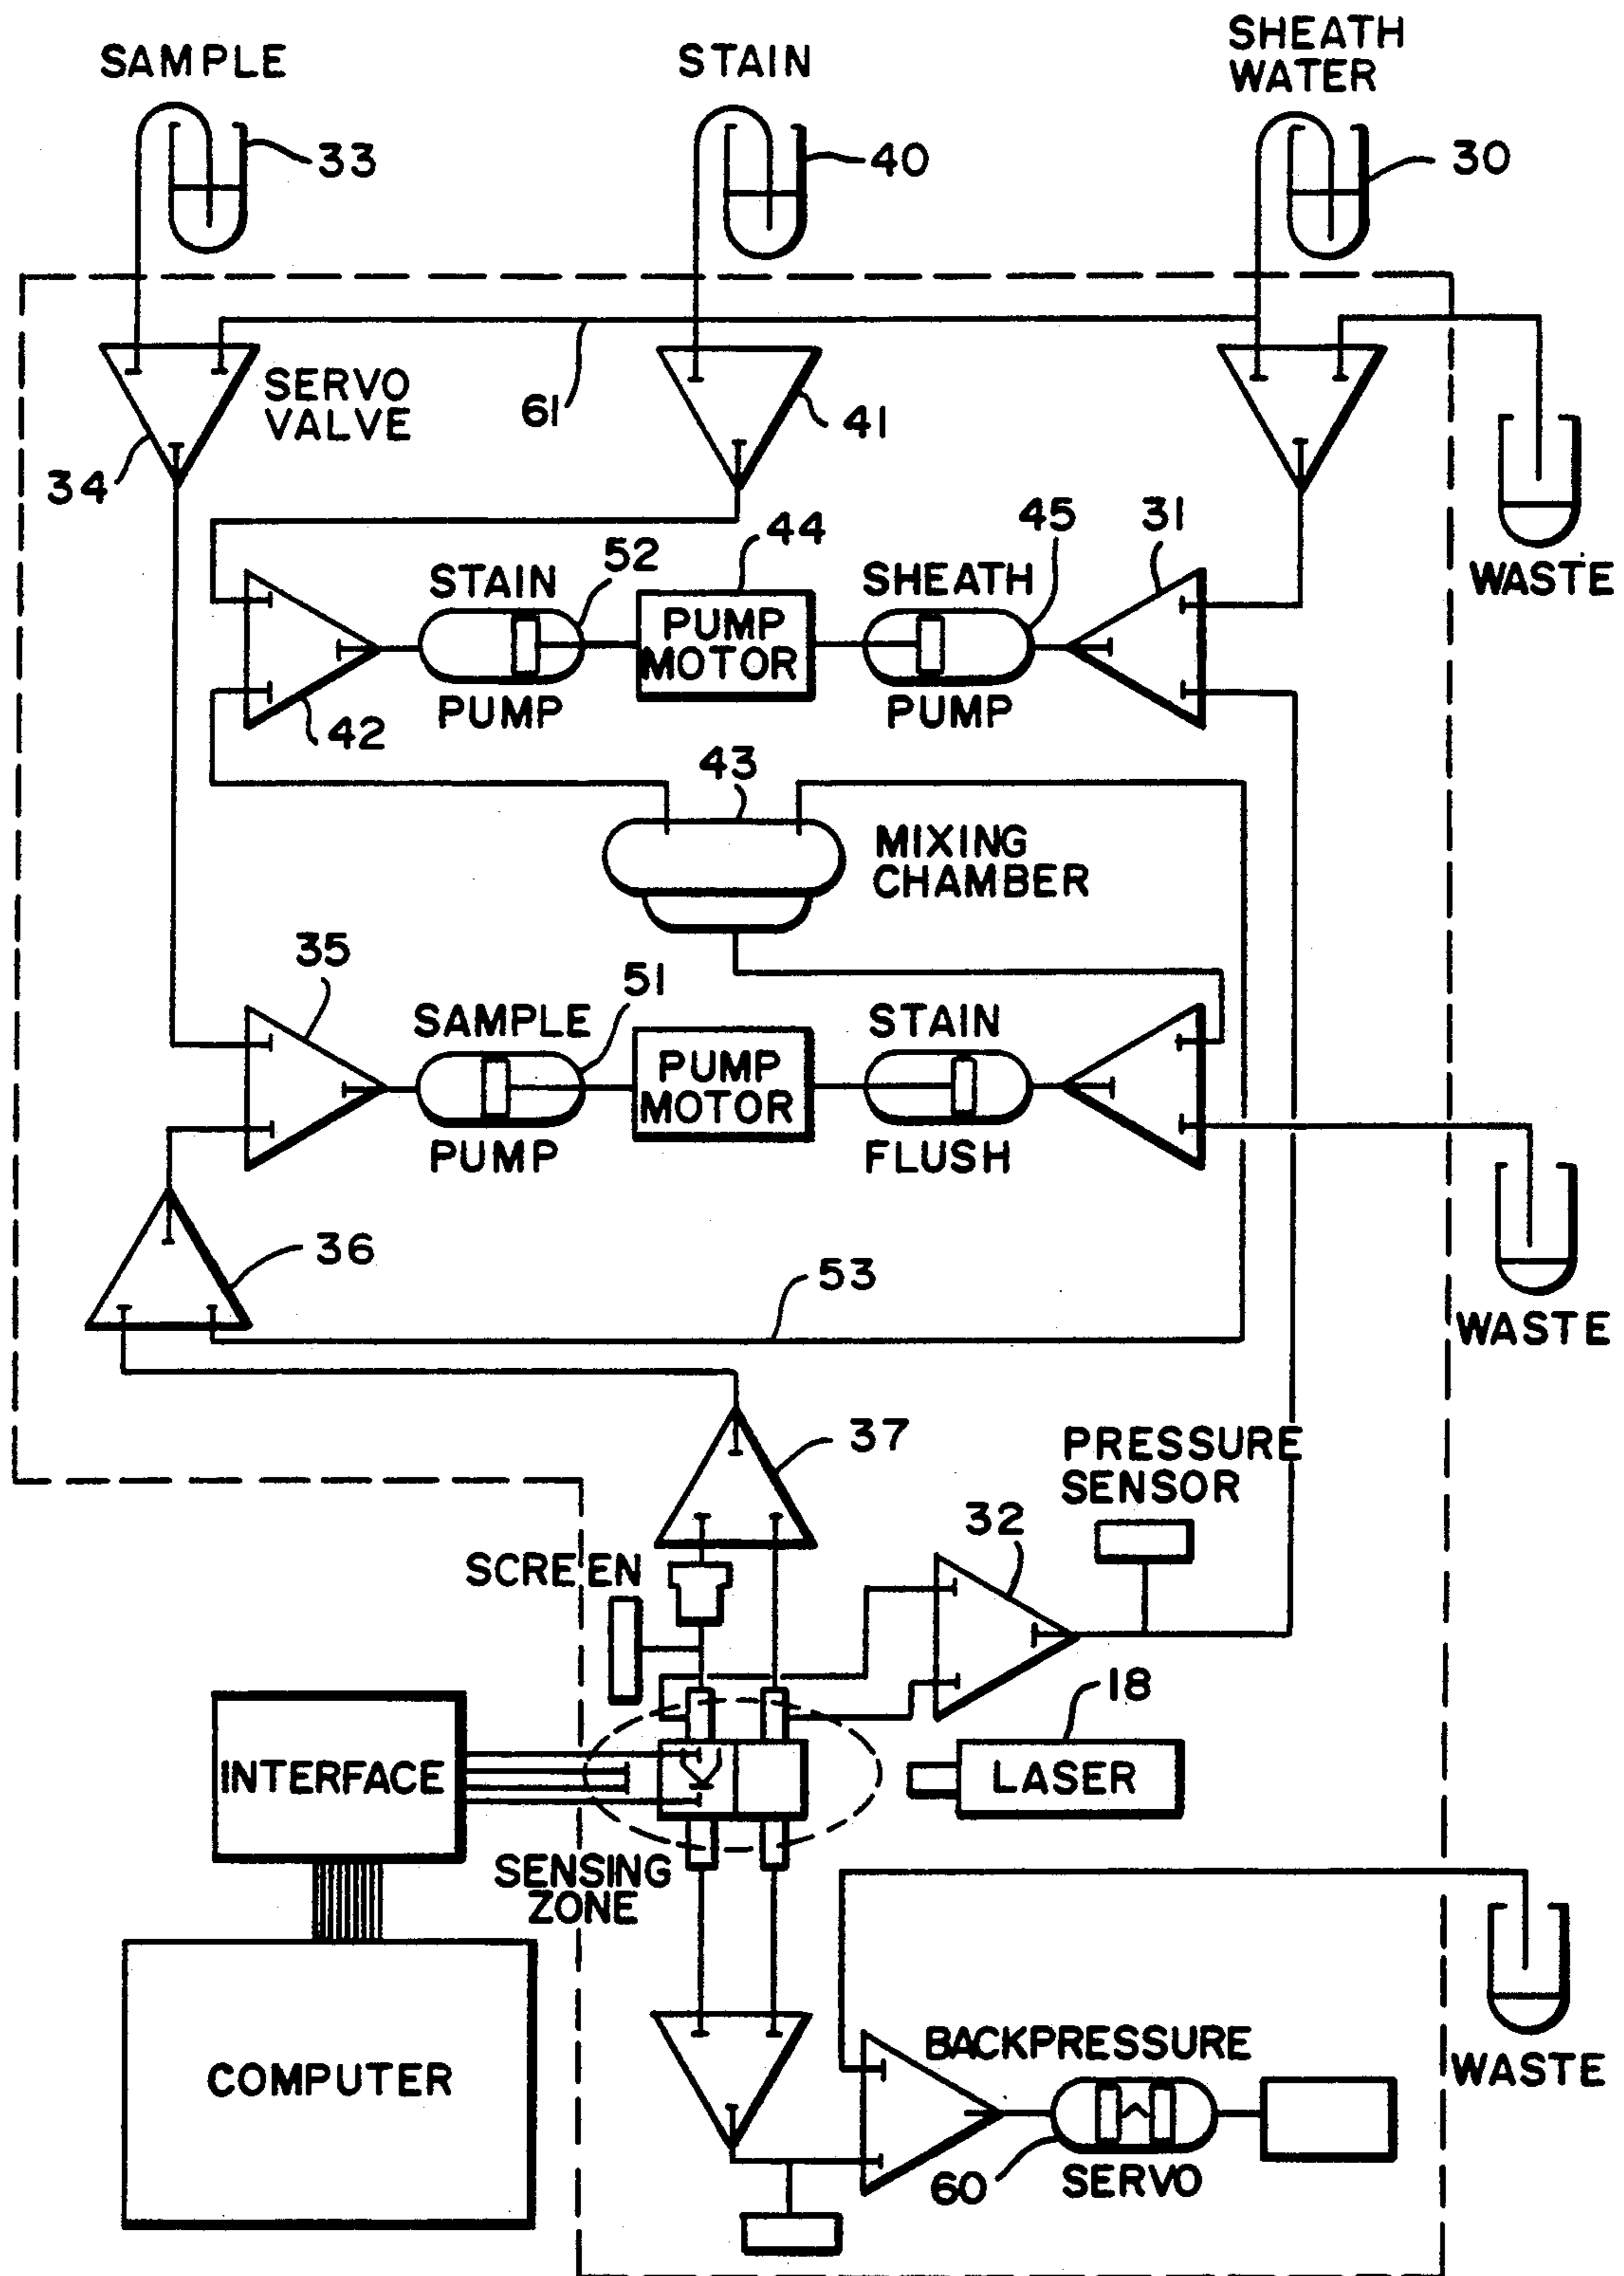 SAMPLE
STAIN
SHEATH
WATER
33
40
30
SERVO
VALVE
61
41
34
WASTE
44
45
31
52
STAIN
SHEATH
PUMP
MOTOR
PUMP
PUMP
42
43
MIXING
CHAMBER
35
51
SAMPLE
STAIN
PUMP
MOTOR
PUMP
FLUSH
36
53
WASTE
37
PRESSURE
SENSOR
32
SCREEN
18
INTERFACE
LASER
SENSING
ZONE
COMPUTER
BACKPRESSURE
WASTE
60
SERVO